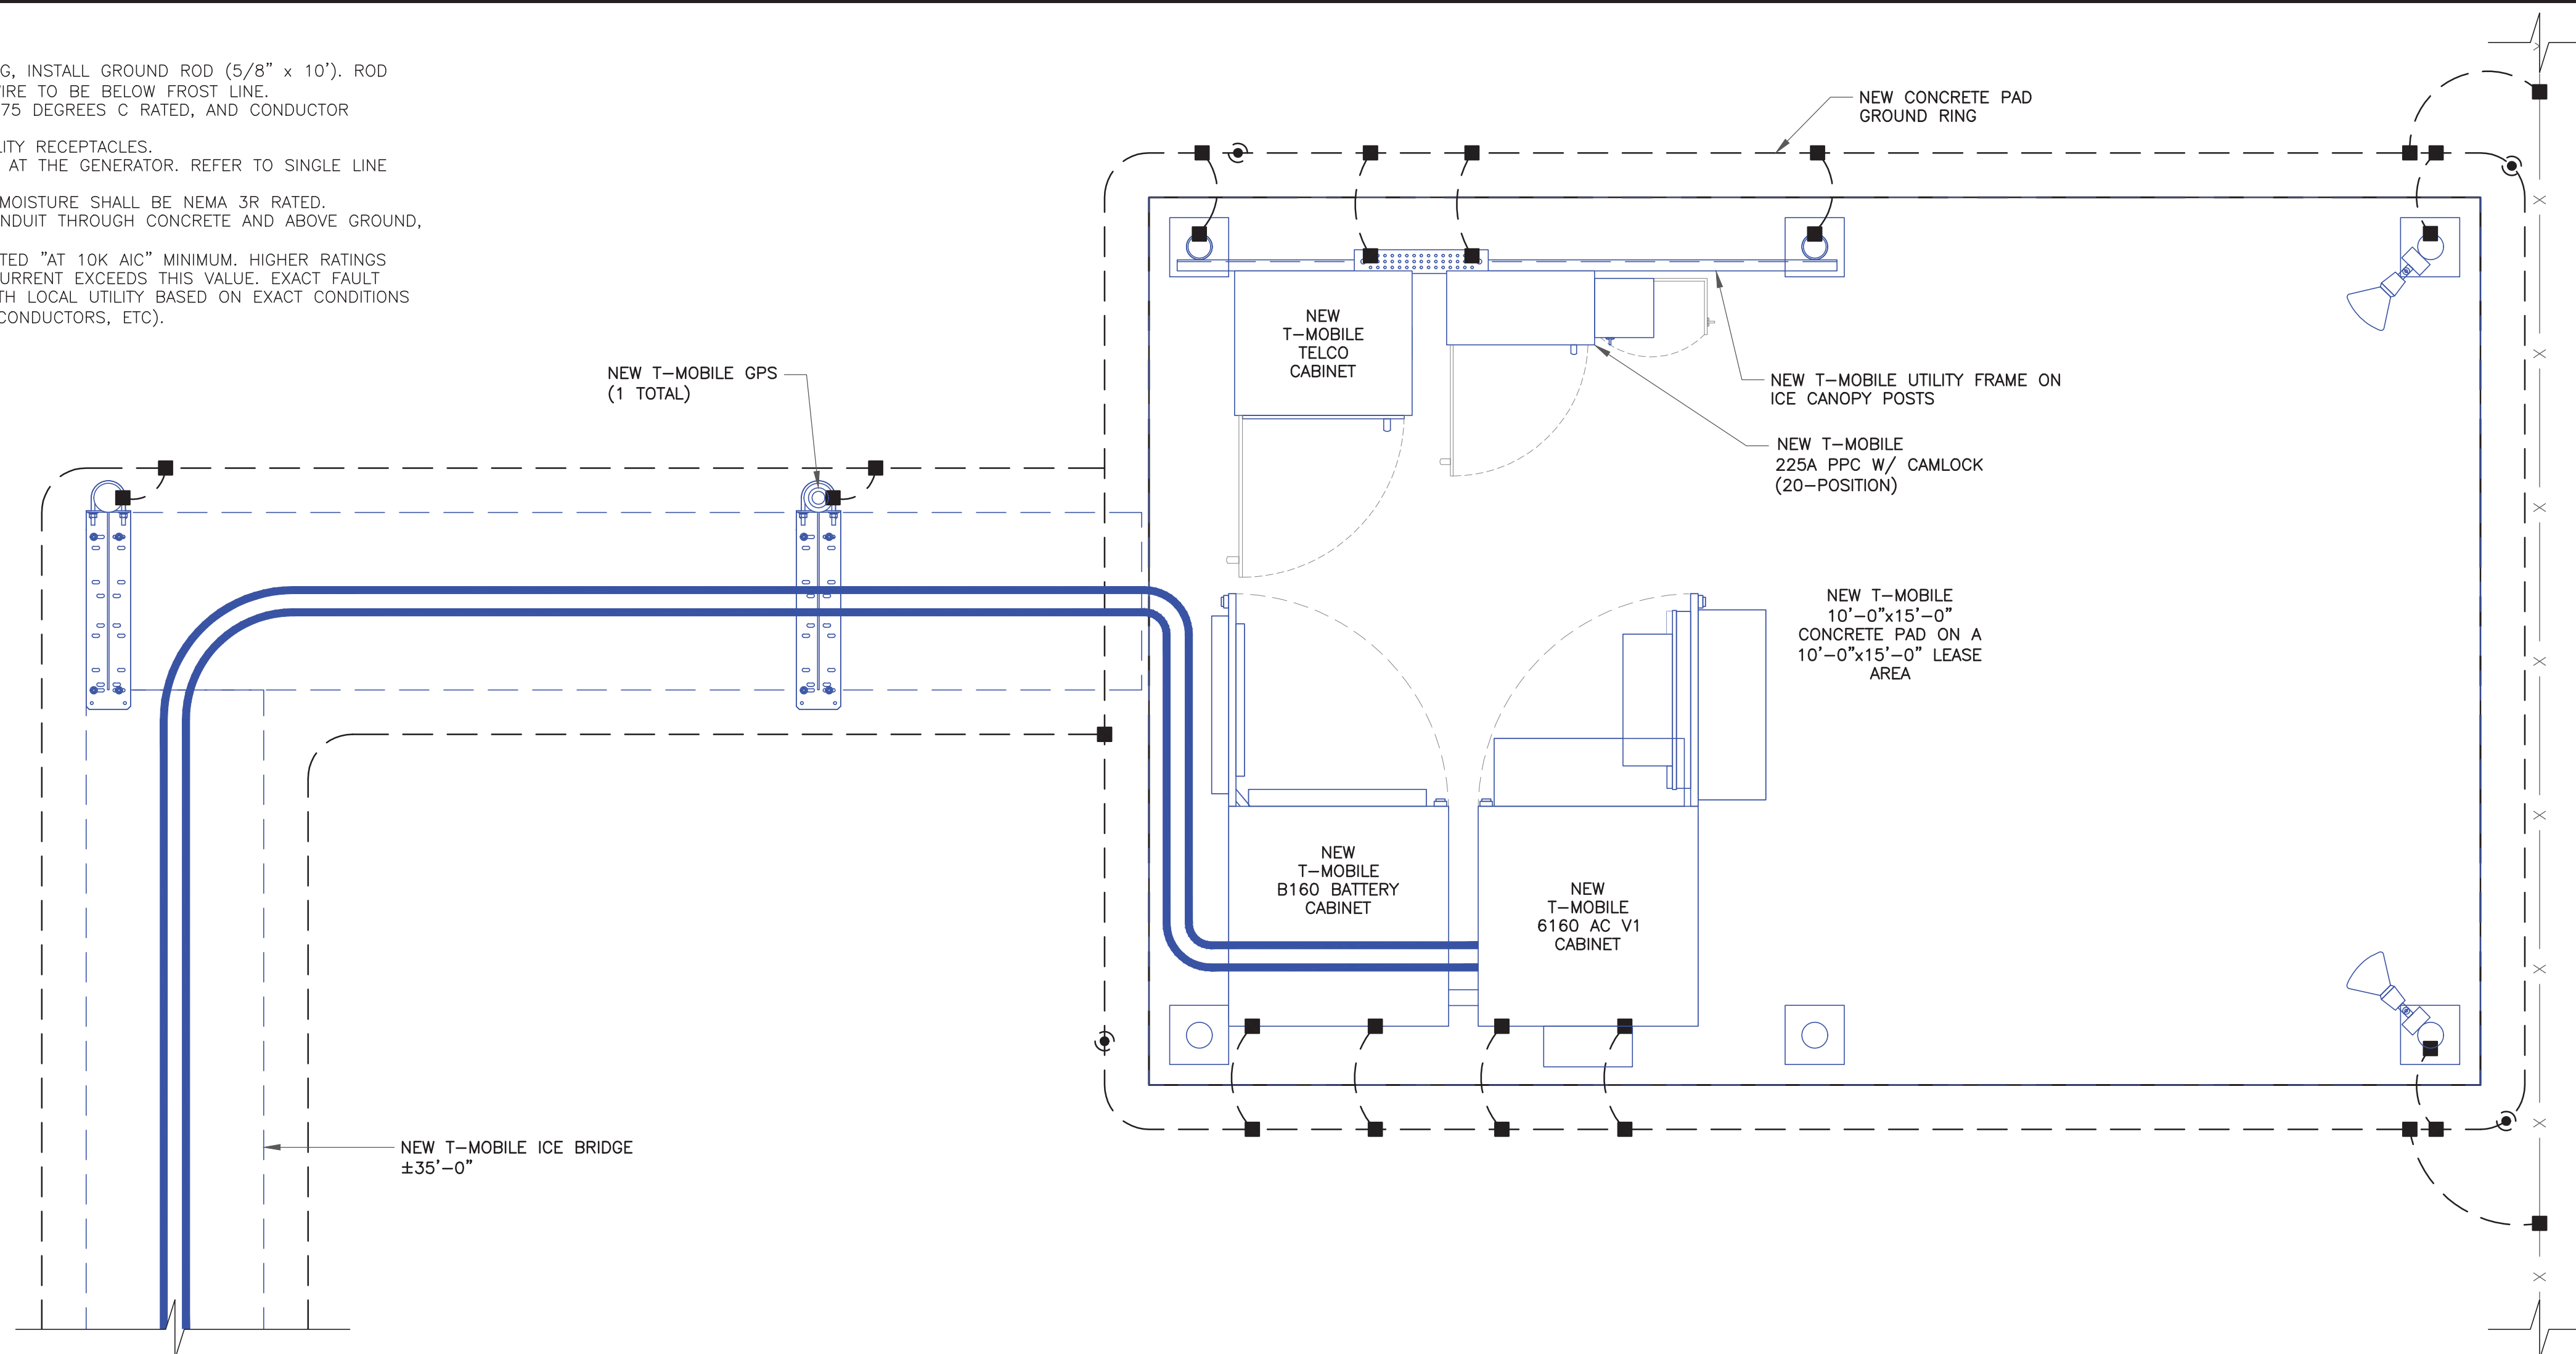 G, INSTALL GROUND ROD (5/8" x 10'). ROD
WIRE TO BE BELOW FROST LINE.
75 DEGREES C RATED, AND CONDUCTOR
LITY RECEPTACLES.
AT THE GENERATOR. REFER TO SINGLE LINE
MOISTURE SHALL BE NEMA 3R RATED.
NDUIT THROUGH CONCRETE AND ABOVE GROUND,
TED "AT 10K AIC" MINIMUM. HIGHER RATINGS
URRENT EXCEEDS THIS VALUE. EXACT FAULT
TH LOCAL UTILITY BASED ON EXACT CONDITIONS
CONDUCTORS, ETC).
NEW CONCRETE PAD
GROUND RING
NEW
T-MOBILE
TELCO
CABINET
NEW T-MOBILE GPS
(1 TOTAL)
NEW T-MOBILE UTILITY FRAME ON
ICE CANOPY POSTS
NEW T-MOBILE
225A PPC W/ CAMLOCK
(20-POSITION)
NEW T-MOBILE
10'-0"x15'-0"
CONCRETE PAD ON A
10'-0"x15'-0" LEASE
AREA
NEW
T-MOBILE
B160 BATTERY
CABINET
NEW
T-MOBILE
6160 AC V1
CABINET
NEW T-MOBILE ICE BRIDGE
±35'-0"